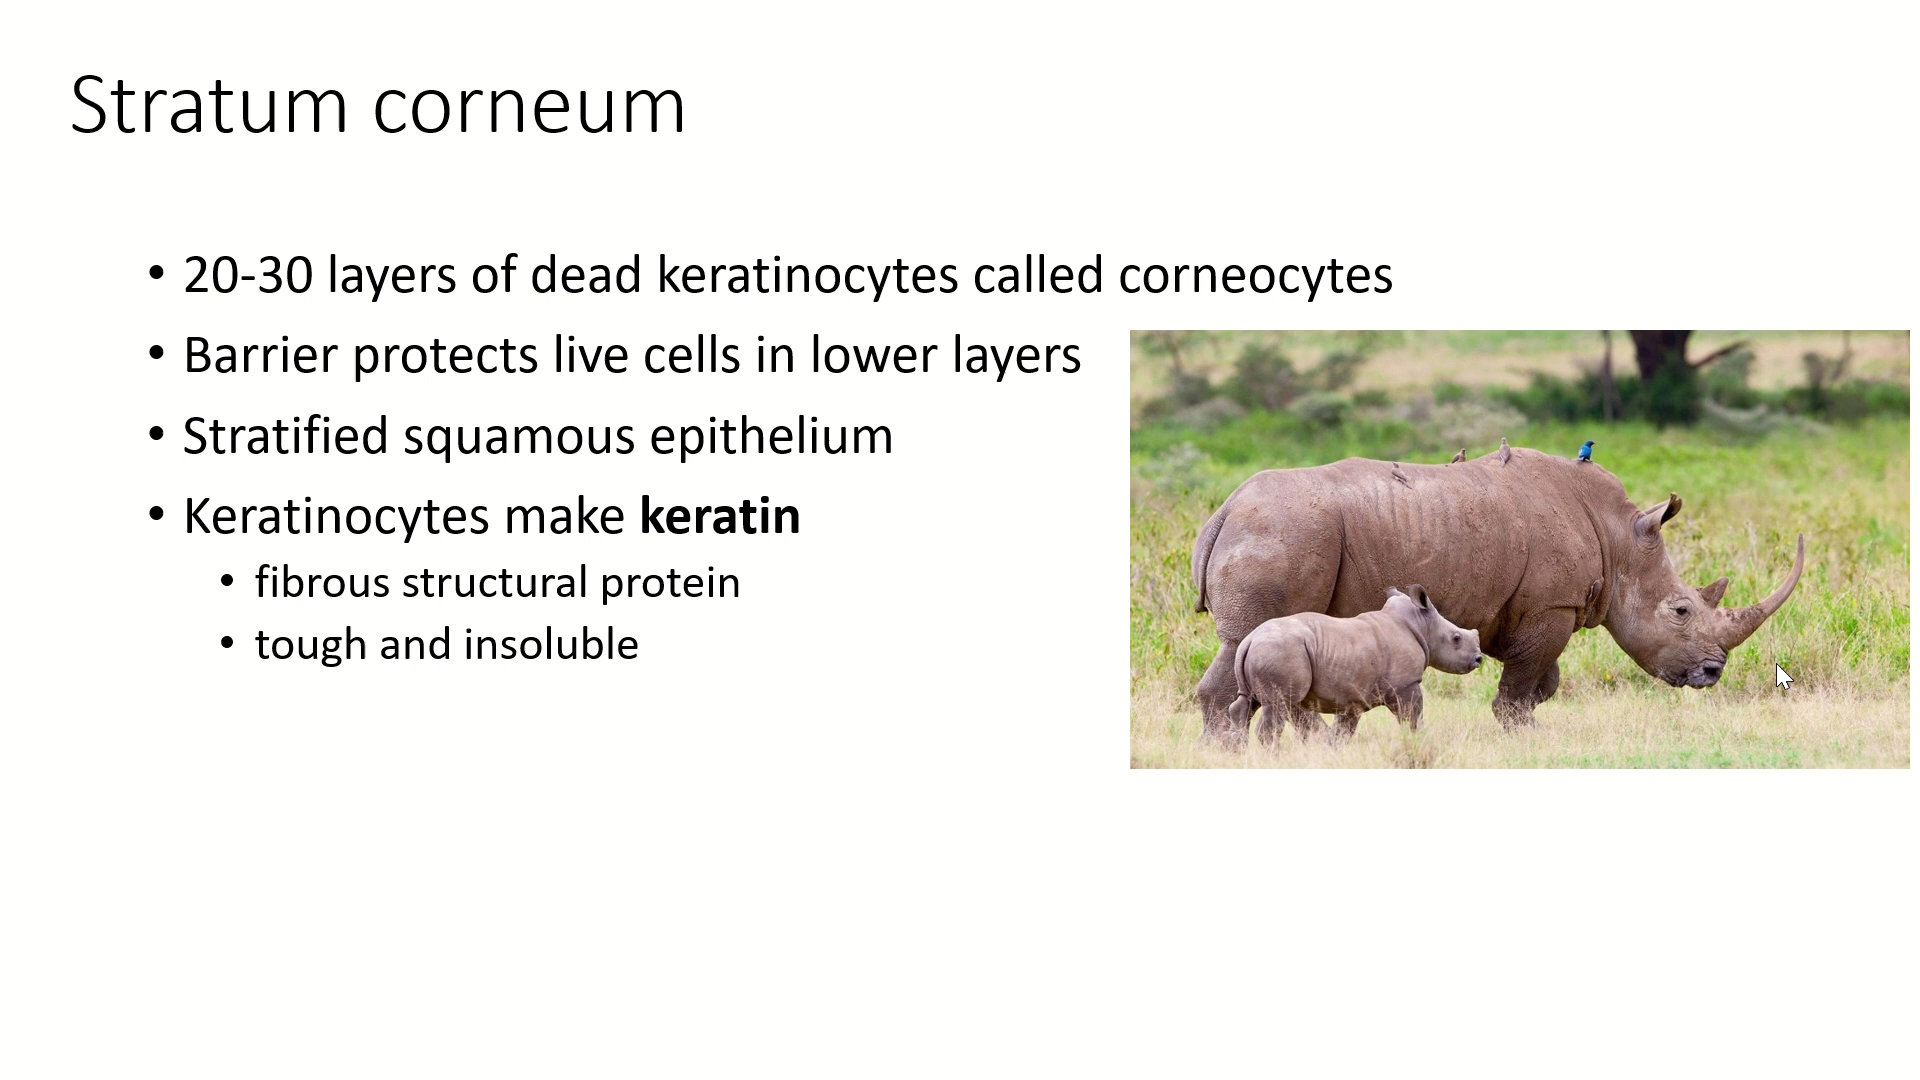 Stratum corneum
• 20-30 layers of dead keratinocytes called corneocytes
• Barrier protects live cells in lower layers
• Stratified squamous epithelium
• Keratinocytes make keratin
• fibrous structural protein
• tough and insoluble